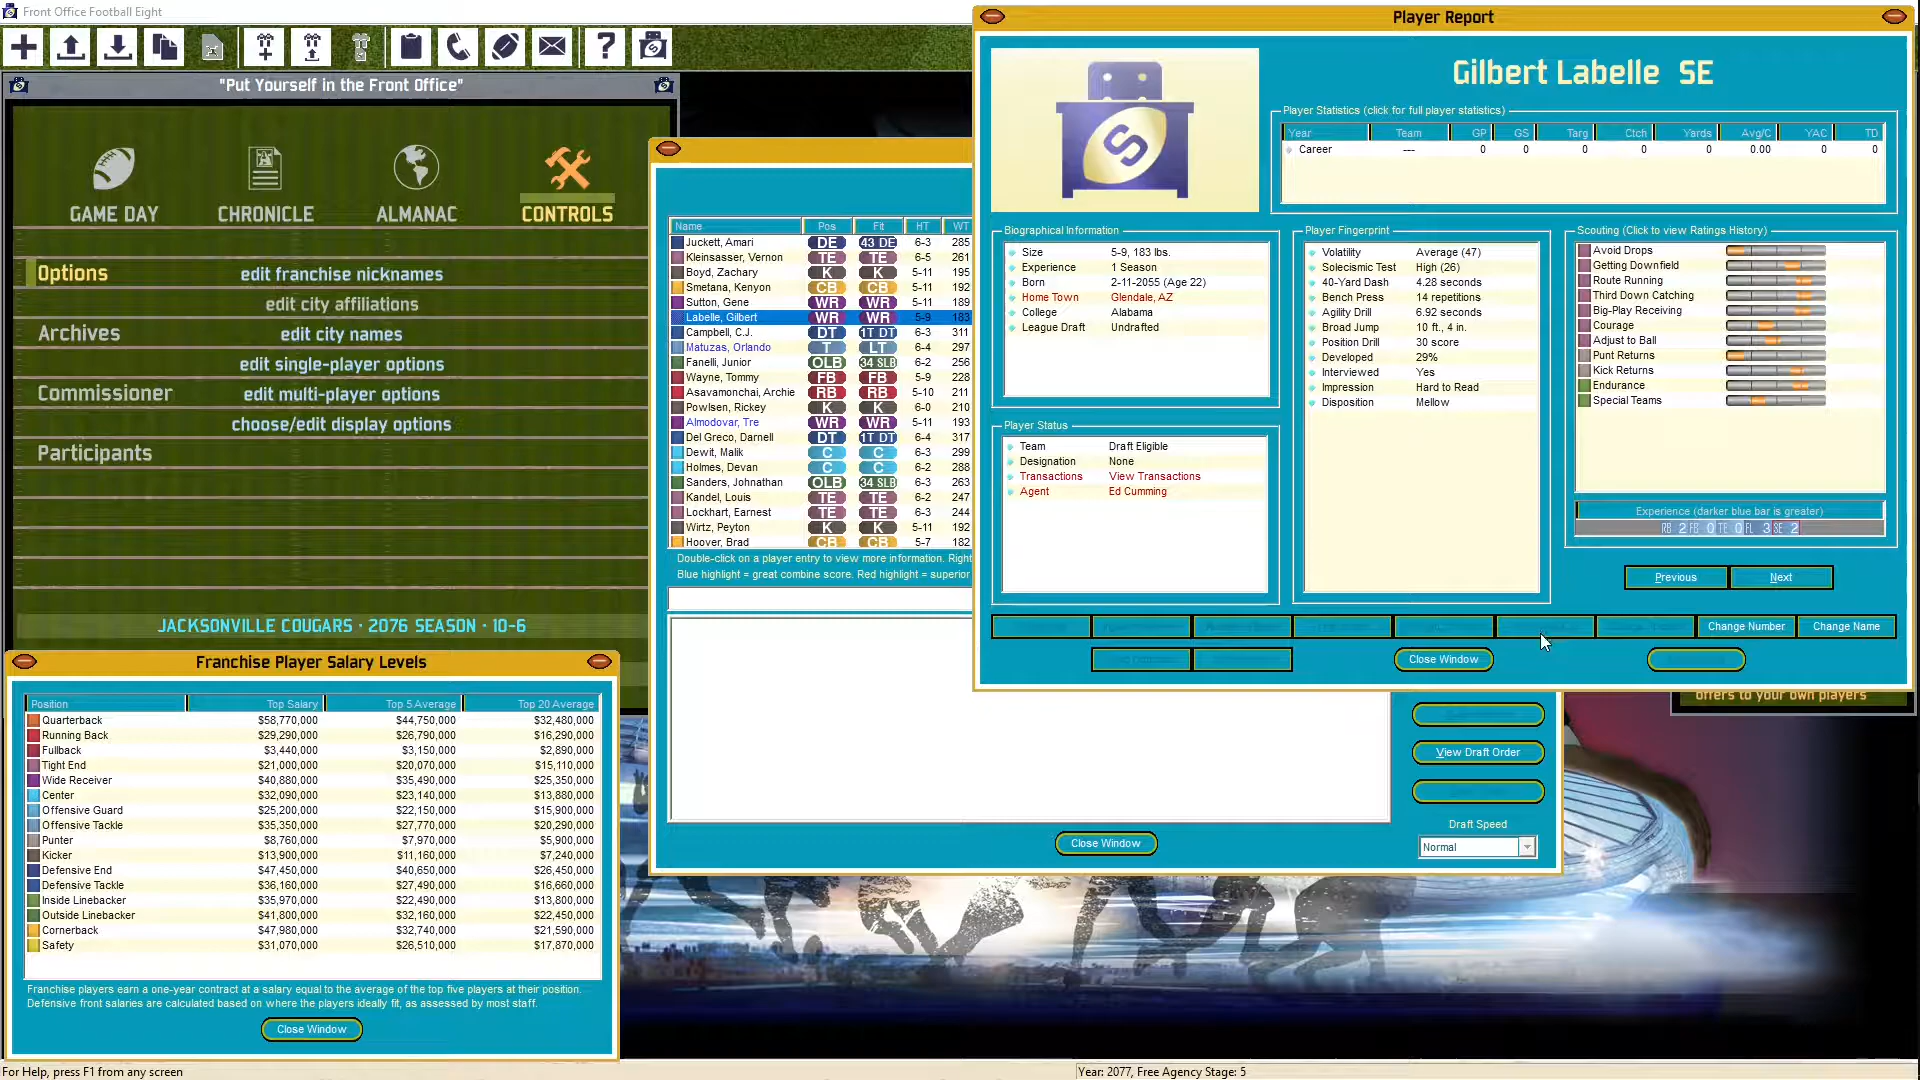 Front Office Football Eight
"Put Yourself in the Front Office"
GAME DAY
CHRONICLE
ALMANAC
CONTROLS
Options
edit franchise nicknames
edit city affiliations
Archives
edit city names
edit single-player options
Commissioner
edit multi-player options
choose/edit display options
Participants
JACKSONVILLE COUGARS · 2076 SEASON · 10-6
Franchise Player Salary Levels
Position Top Salary Top 5 Average Top 20 Average
Quarterback $58,770,000 $44,750,000 $32,480,000
Running Back $29,290,000 $26,790,000 $16,290,000
Fullback $3,440,000 $3,150,000 $2,890,000
Tight End $21,000,000 $20,070,000 $15,110,000
Wide Receiver $40,880,000 $35,490,000 $25,350,000
Center $32,090,000 $23,140,000 $13,880,000
Offensive Guard $25,200,000 $22,150,000 $15,900,000
Offensive Tackle $35,350,000 $27,770,000 $20,290,000
Punter $8,760,000 $7,970,000 $5,900,000
Kicker $13,900,000 $11,160,000 $7,240,000
Defensive End $47,450,000 $40,650,000 $26,450,000
Defensive Tackle $36,160,000 $27,490,000 $16,660,000
Inside Linebacker $35,970,000 $22,490,000 $13,800,000
Outside Linebacker $41,800,000 $32,160,000 $22,450,000
Cornerback $47,980,000 $32,740,000 $21,590,000
Safety $31,070,000 $26,510,000 $17,870,000
Franchise players earn a one-year contract at a salary equal to the average of the top five players at their position.
Defensive front salaries are calculated based on where the players ideally fit, as assessed by most staff.
Close Window
Name Pos Fit HT WT
Juckett, Amari DE 43 DE 6-3 285
Kleinsasser, Vernon TE TE 6-5 261
Boyd, Zachary K K 5-11 195
Smetana, Kenyon CB CB 5-11 192
Sutton, Gene WR WR 5-11 189
Labelle, Gilbert WR WR 5-9 183
Campbell, C.J. DT 1T DT 6-3 311
Matuzas, Orlando T LT 6-4 297
Fanelli, Junior OLB 34 SLB 6-2 256
Wayne, Tommy FB FB 5-9 228
Asavamonchai, Archie RB RB 5-10 211
Powlsen, Rickey K K 6-0 210
Almodovar, Tre WR WR 5-11 193
Del Greco, Darnell DT 1T DT 6-4 317
Dewit, Malik C C 6-3 299
Holmes, Devan C C 6-2 288
Sanders, Johnathan OLB 34 SLB 6-3 263
Kandel, Louis TE TE 6-2 247
Lockhart, Earnest TE TE 6-3 244
Wirtz, Peyton K K 5-11 192
Hoover, Brad CB CB 5-7 182
Double-click on a player entry to view more information. Right
Blue highlight = great combine score. Red highlight = superior
View Draft Order
Draft Speed
Normal
Close Window
offers to your own players
Player Report
Gilbert Labelle SE
Player Statistics (click for full player statistics)
Year Team GP GS Targ Ctch Yards Avg/C YAC TD
Career --- 0 0 0 0 0 0.00 0 0
Biographical Information
Size 5-9, 183 lbs.
Experience 1 Season
Born 2-11-2055 (Age 22)
Home Town Glendale, AZ
College Alabama
League Draft Undrafted
Player Status
Team Draft Eligible
Designation None
Transactions View Transactions
Agent Ed Cumming
Player Fingerprint
Volatility Average (47)
Solecismic Test High (26)
40-Yard Dash 4.28 seconds
Bench Press 14 repetitions
Agility Drill 6.92 seconds
Broad Jump 10 ft., 4 in.
Position Drill 30 score
Developed 29%
Interviewed Yes
Impression Hard to Read
Disposition Mellow
Scouting (Click to view Ratings History)
Avoid Drops
Getting Downfield
Route Running
Third Down Catching
Big-Play Receiving
Courage
Adjust to Ball
Punt Returns
Kick Returns
Endurance
Special Teams
Experience (darker blue bar is greater)
RB 2 FB 0 TE 0 FL 3 SE 2
Previous
Next
Change Number
Change Name
Close Window
For Help, press F1 from any screen
Year: 2077, Free Agency Stage: 5